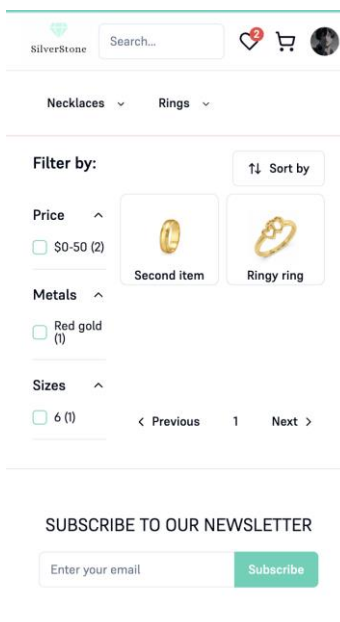 SilverStone
Search...
2
Necklaces
Rings
Filter by:
Sort by
Price
$0-50 (2)
Metals
Red gold
(1)
Sizes
6 (1)
Second item
Ringy ring
Previous
1
Next
SUBSCRIBE TO OUR NEWSLETTER
Enter your email
Subscribe